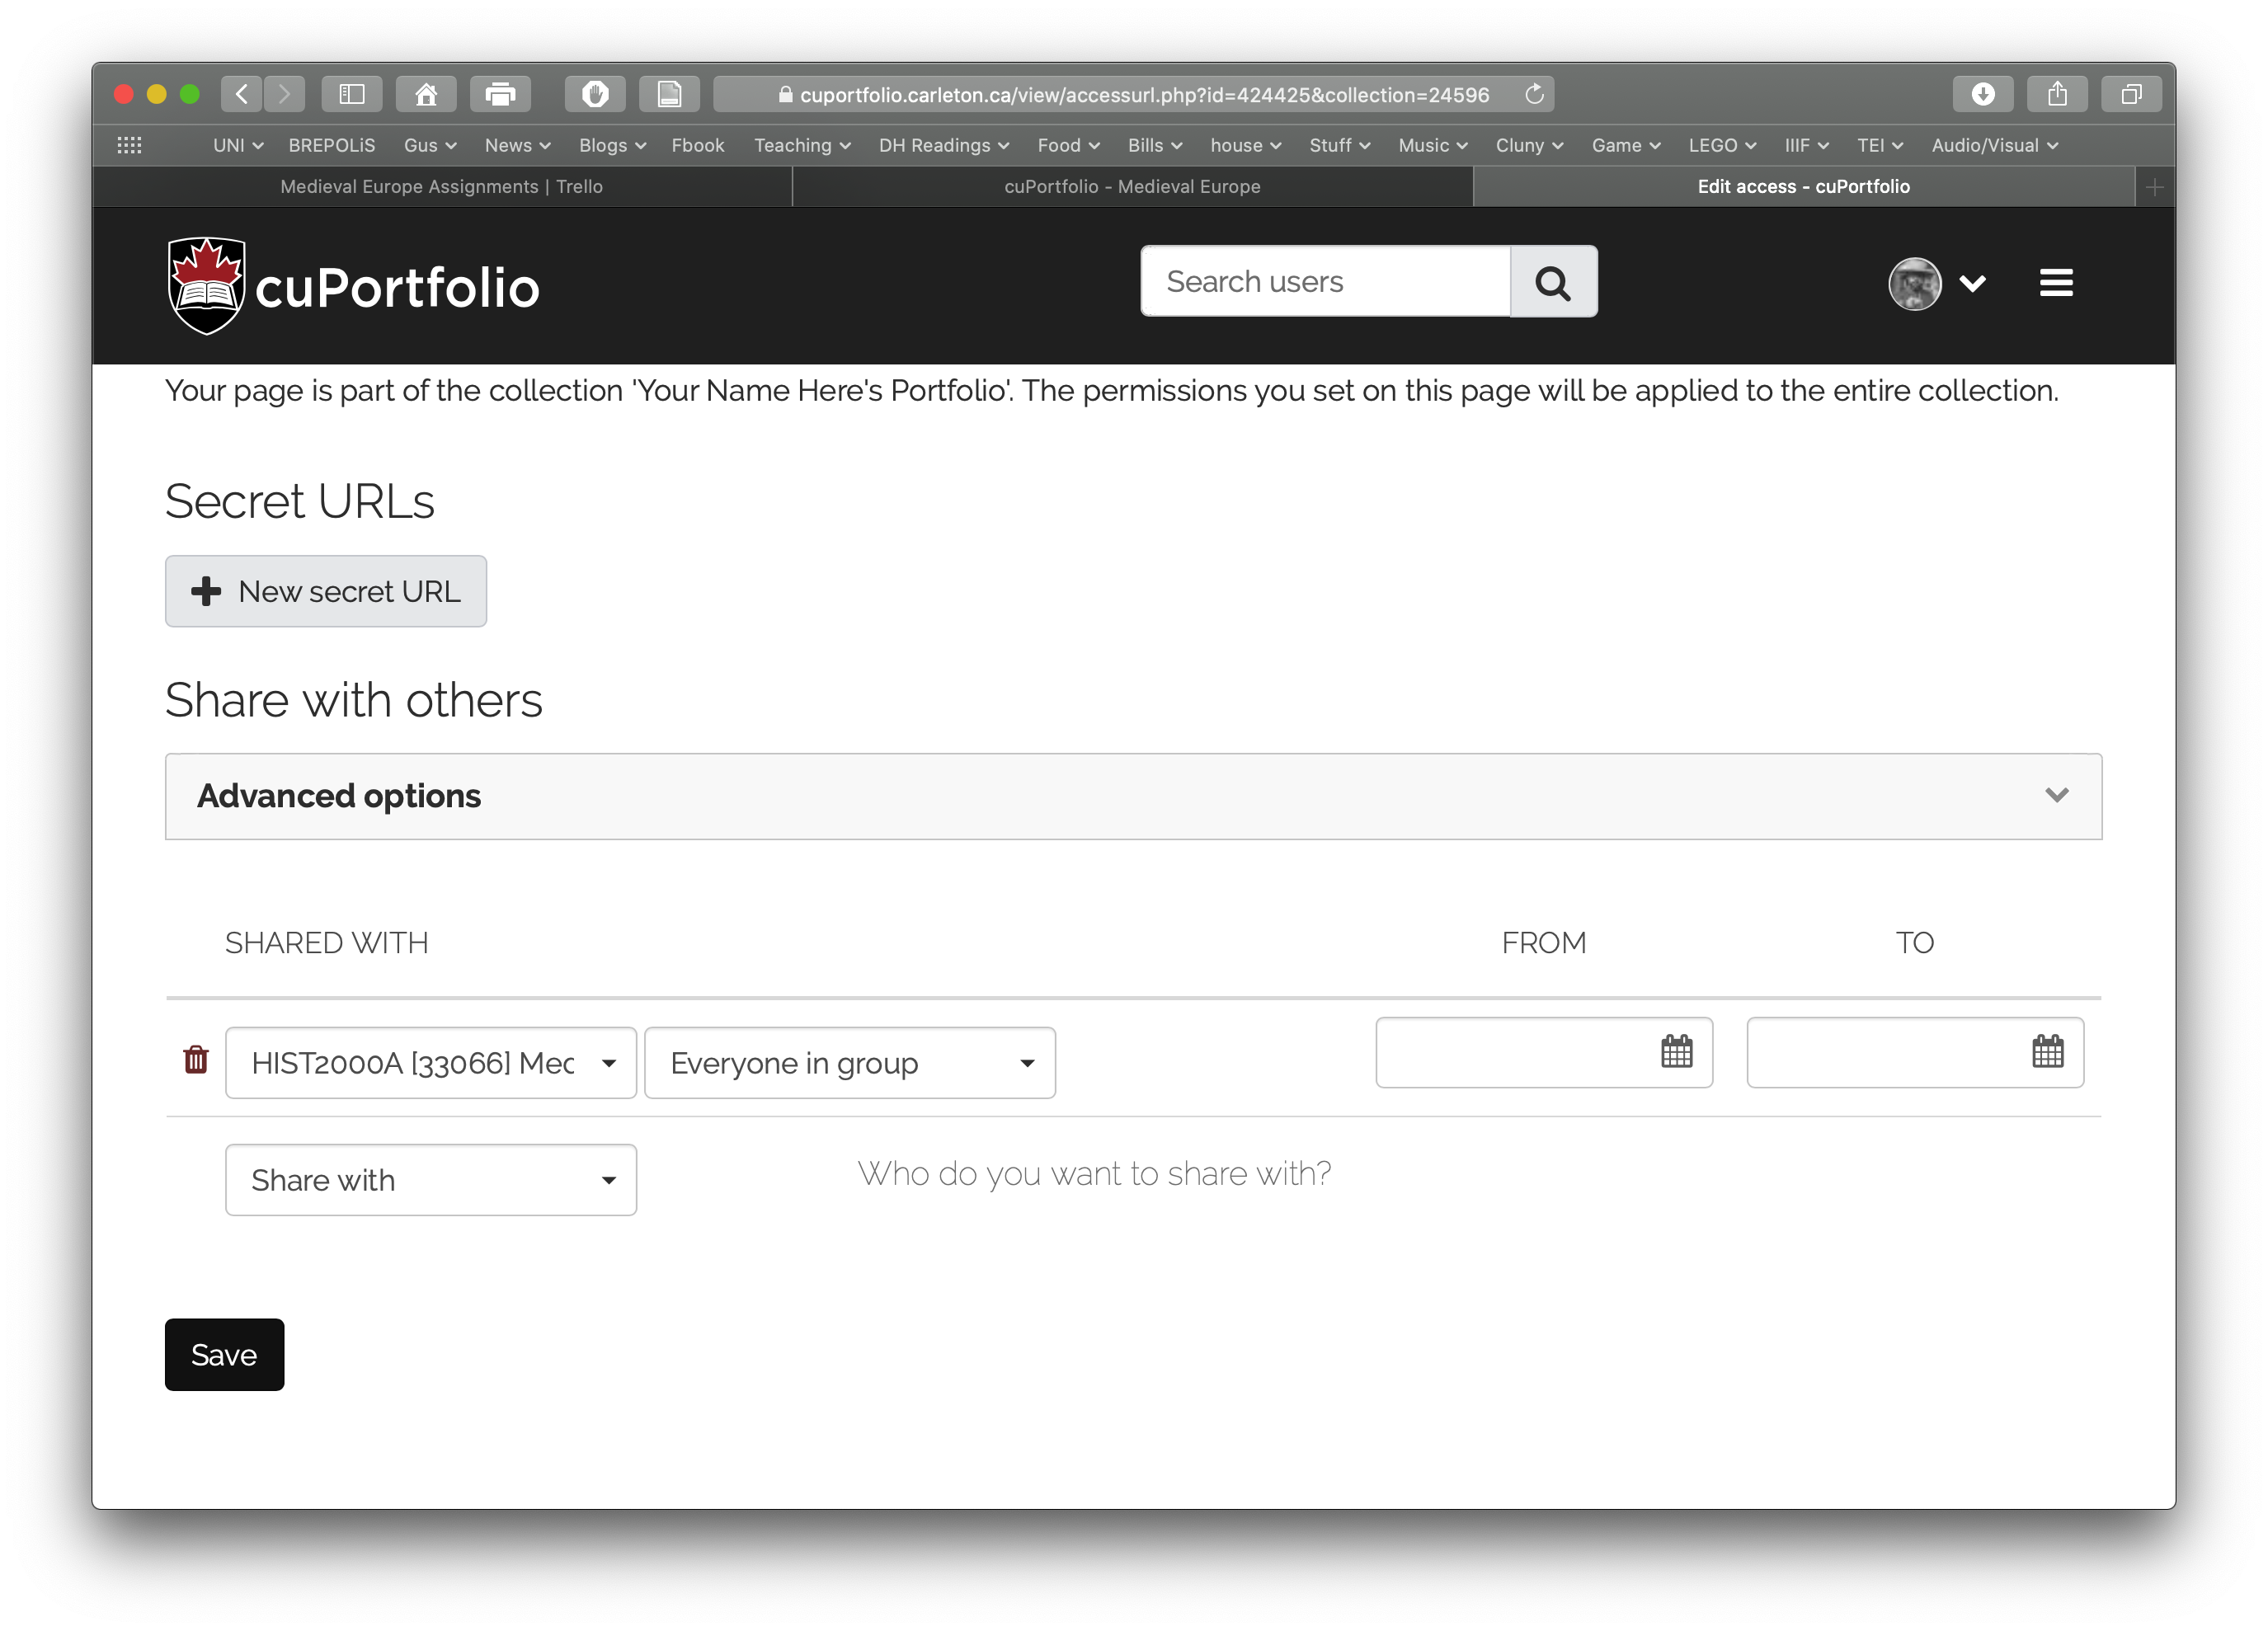 cuportfolio.carleton.ca/view/accessurl.php?id=424425&collection=24596
UNI BREPOLiS Gus News Blogs Fbook Teaching DH Readings Food Bills house Stuff Music Cluny Game LEGO IIIF TEI Audio/Visual
Medieval Europe Assignments | Trello cuPortfolio - Medieval Europe Edit access - cuPortfolio
cuPortfolio Search users
Your page is part of the collection 'Your Name Here's Portfolio'. The permissions you set on this page will be applied to the entire collection.
Secret URLs
New secret URL
Share with others
Advanced options
SHARED WITH FROM TO
HIST2000A [33066] Mec Everyone in group
Share with Who do you want to share with?
Save